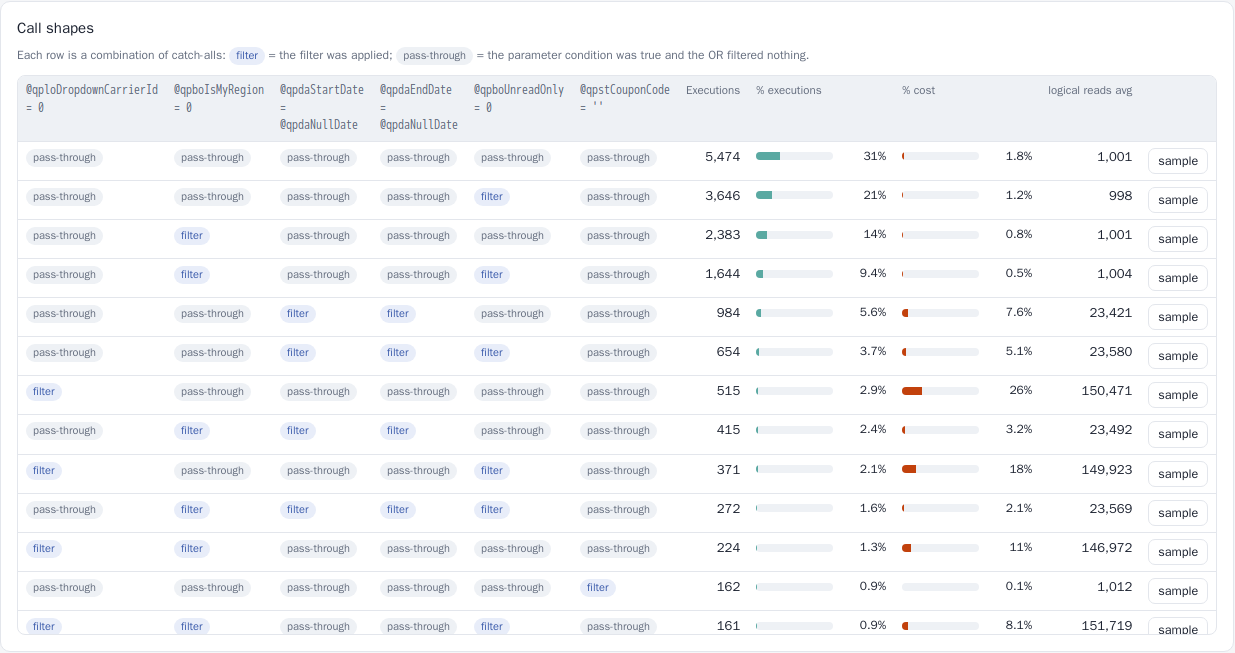 Call shapes
Each row is a combination of catch-alls: filter = the filter was applied; pass-through = the parameter condition was true and the OR filtered nothing.
@qploDropdownCarrierId = 0 @qpboIsMyRegion = 0 @qpdaStartDate = @qpdaNullDate @qpdaEndDate = @qpdaNullDate @qpboUnreadOnly = 0 @qpstCouponCode = '' Executions % executions % cost logical reads avg
pass-through pass-through pass-through pass-through pass-through pass-through 5,474 31% 1.8% 1,001 sample
pass-through pass-through pass-through pass-through filter pass-through 3,646 21% 1.2% 998 sample
pass-through filter pass-through pass-through pass-through pass-through 2,383 14% 0.8% 1,001 sample
pass-through filter pass-through pass-through filter pass-through 1,644 9.4% 0.5% 1,004 sample
pass-through pass-through filter filter pass-through pass-through 984 5.6% 7.6% 23,421 sample
pass-through pass-through filter filter filter pass-through 654 3.7% 5.1% 23,580 sample
filter pass-through pass-through pass-through pass-through pass-through 515 2.9% 26% 150,471 sample
pass-through filter filter filter pass-through pass-through 415 2.4% 3.2% 23,492 sample
filter pass-through pass-through pass-through filter pass-through 371 2.1% 18% 149,923 sample
pass-through filter filter filter filter pass-through 272 1.6% 2.1% 23,569 sample
filter filter pass-through pass-through pass-through pass-through 224 1.3% 11% 146,972 sample
pass-through pass-through pass-through pass-through pass-through filter 162 0.9% 0.1% 1,012 sample
filter filter pass-through pass-through filter pass-through 161 0.9% 8.1% 151,719 sample